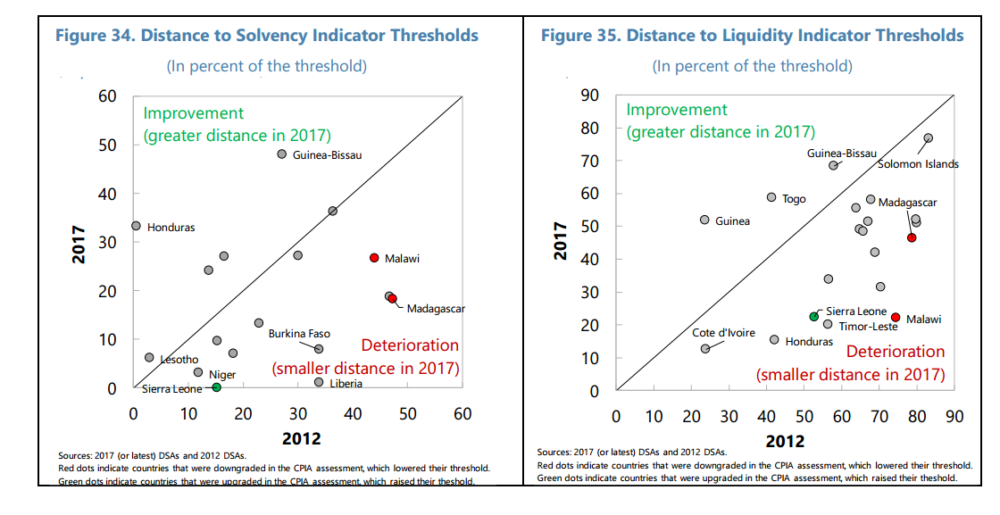 Figure 34. Distance to Solvency Indicator Thresholds
(In percent of the threshold)
60
50
40
30
20
10
0
2017
Improvement
(greater distance in 2017)
Guinea-Bissau
Honduras
Malawi
Madagascar
Burkina Faso
Deterioration
(smaller distance in 2017)
Lesotho
Niger
Sierra Leone
Liberia
0 10 20 30 40 50 60
2012
Sources: 2017 (or latest) DSAs and 2012 DSAs.
Red dots indicate countries that were downgraded in the CPIA assessment, which lowered their threshold.
Green dots indicate countries that were upgraded in the CPIA assessment, which raised their theshold.
Figure 35. Distance to Liquidity Indicator Thresholds
(In percent of the threshold)
90
80
70
60
50
40
30
20
10
0
2017
Improvement
(greater distance in 2017)
Guinea-Bissau
Solomon Islands
Togo
Madagascar
Guinea
Sierra Leone
Malawi
Timor-Leste
Cote d'Ivoire
Honduras
Deterioration
(smaller distance in 2017)
0 10 20 30 40 50 60 70 80 90
2012
Sources: 2017 (or latest) DSAs and 2012 DSAs.
Red dots indicate countries that were downgraded in the CPIA assessment, which lowered their threshold.
Green dots indicate countries that were upgraded in the CPIA assessment, which raised their theshold.